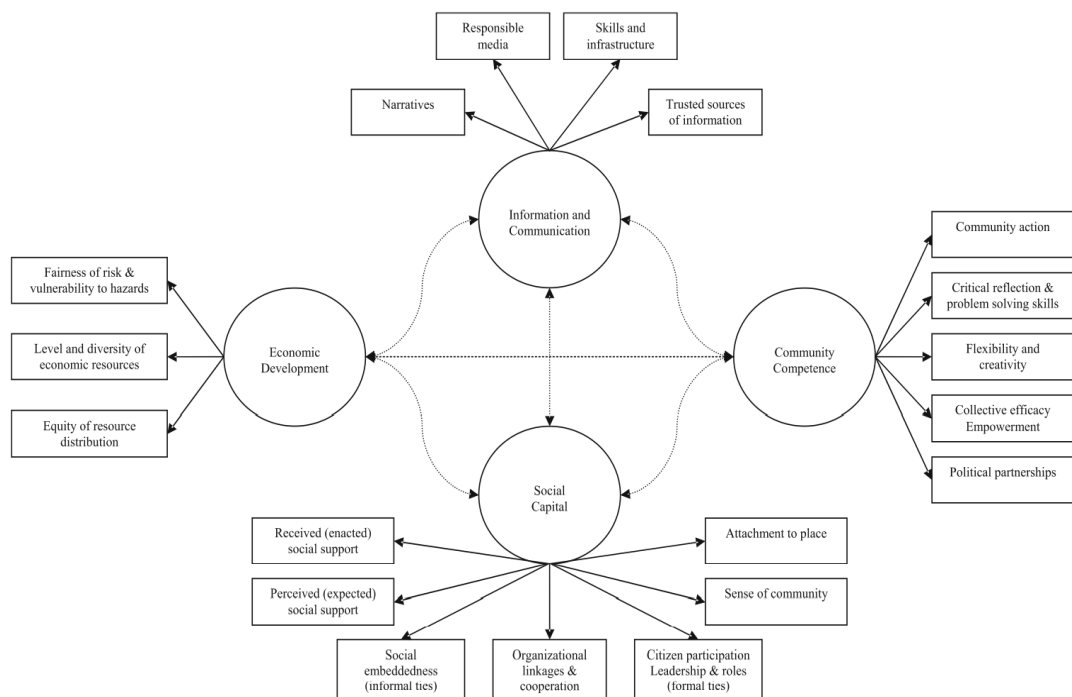 Responsible
media
Skills and
infrastructure
Narratives
Trusted sources
of information
Information and
Communication
Community action
Fairness of risk &
vulnerability to hazards
Critical reflection &
problem solving skills
Level and diversity of
economic resources
Economic
Development
Community
Competence
Flexibility and
creativity
Equity of resource
distribution
Collective efficacy
Empowerment
Political partnerships
Social
Capital
Received (enacted)
social support
Attachment to place
Perceived (expected)
social support
Sense of community
Social
embeddedness
(informal ties)
Organizational
linkages &
cooperation
Citizen participation
Leadership & roles
(formal ties)